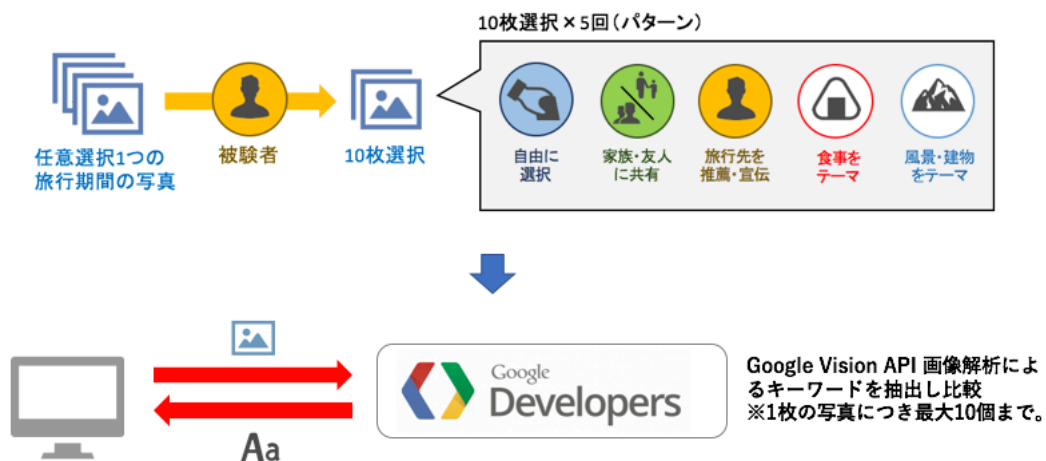 10枚選択×5回（パターン）
任意選択1つの
旅行期間の写真
被験者
10枚選択
自由に
選択
家族・友人
に共有
旅行先を
推薦・宣伝
食事を
テーマ
風景・建物
をテーマ
Google
Developers
Aa
Google Vision API 画像解析によ
るキーワードを抽出し比較
※1枚の写真につき最大10個まで。